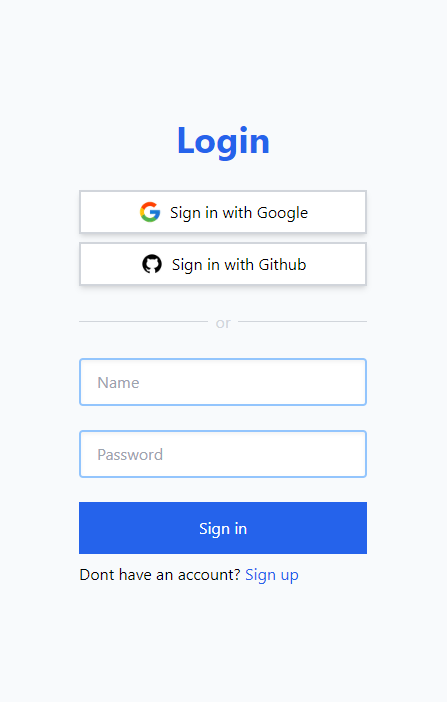 Login
Sign in with Google
Sign in with Github
or
Name
Password
Sign in
Dont have an account? Sign up